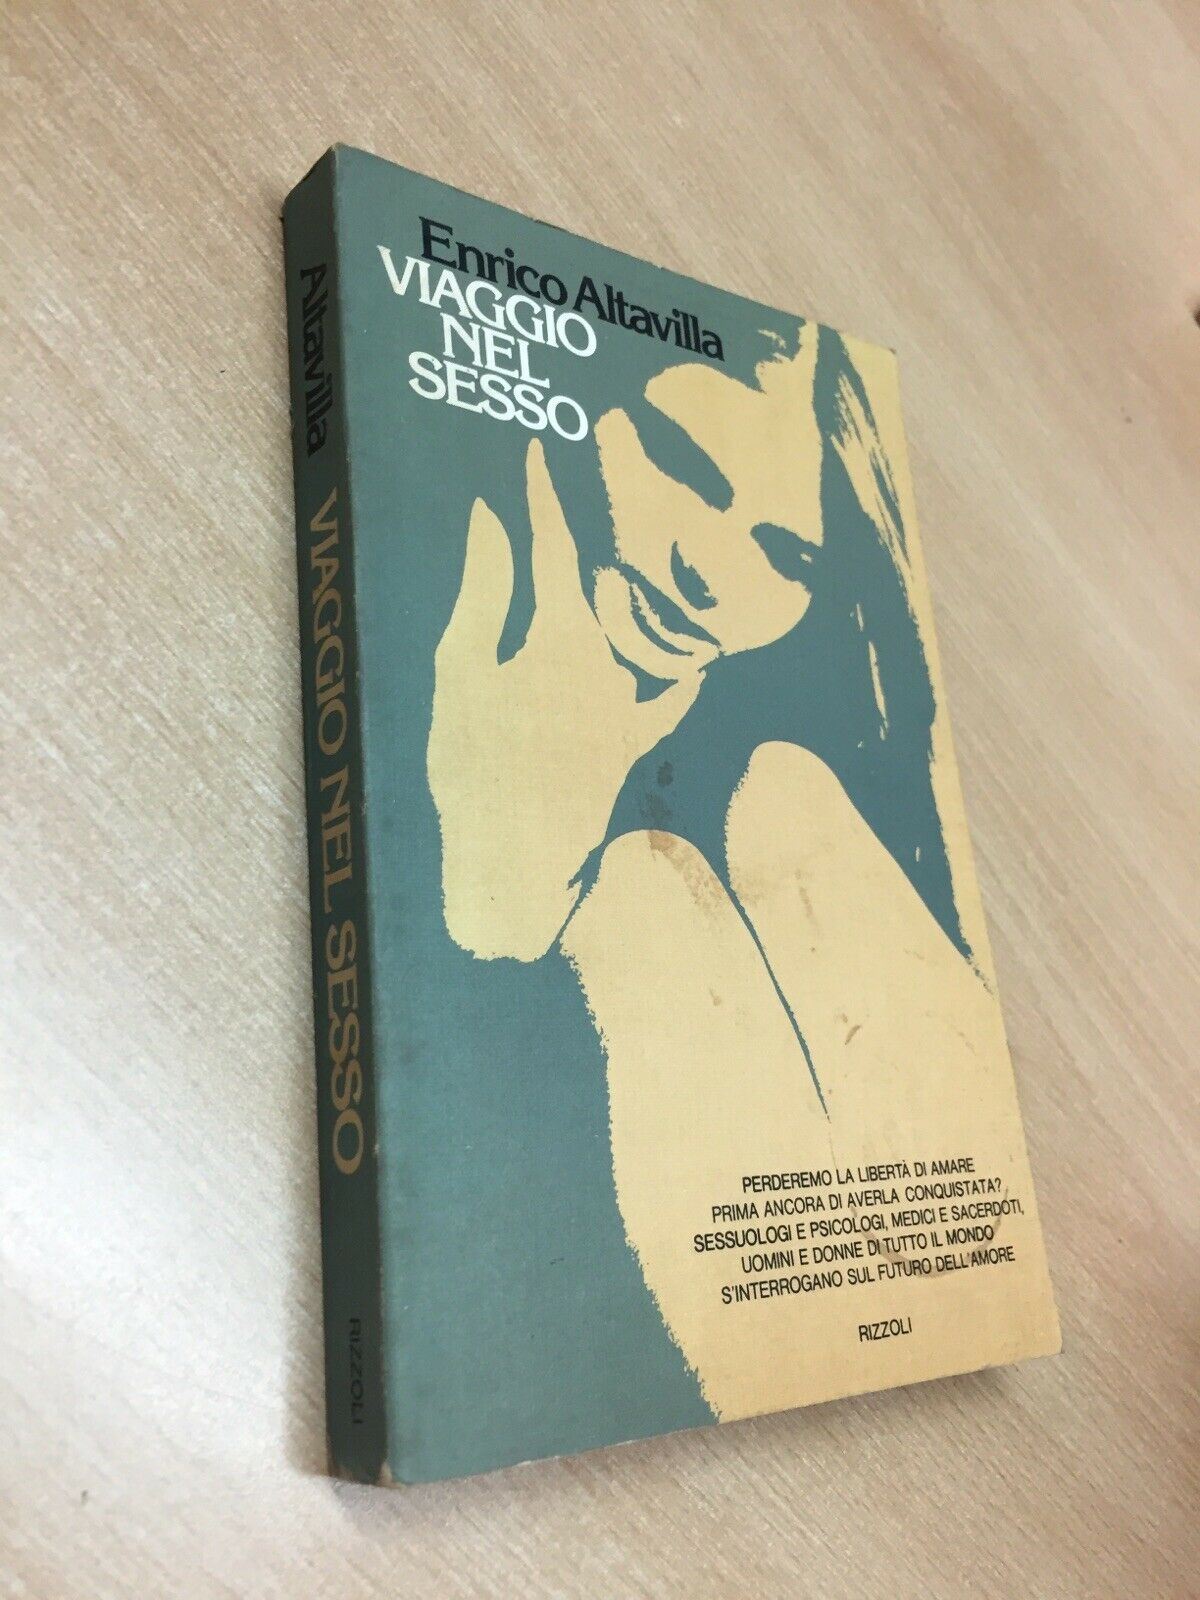 Enrico Altavilla
VIAGGIO
NEL
SESSO
PERDEREMO LA LIBERTÀ DI AMARE
PRIMA ANCORA DI AVERLA CONQUISTATA?
SESSUOLOGI E PSICOLOGI, MEDICI E SACERDOTI,
UOMINI E DONNE DI TUTTO IL MONDO
S'INTERROGANO SUL FUTURO DELL'AMORE
RIZZOLI
Altavilla VIAGGIO NEL SESSO
RIZZOLI